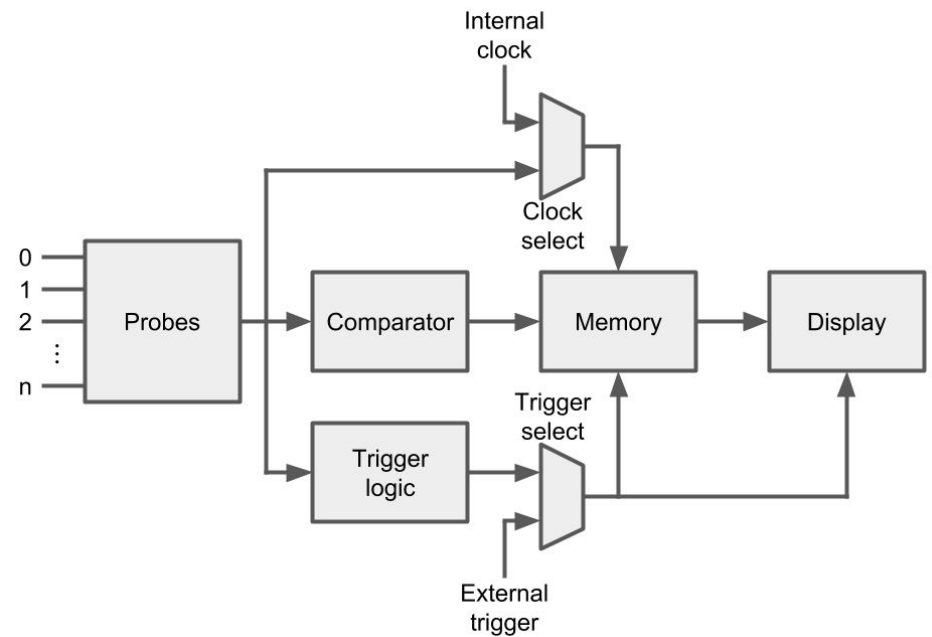 Internal
clock
Clock
select
0
1
2
⋮
n
Probes
Comparator
Memory
Display
Trigger
select
Trigger
logic
External
trigger